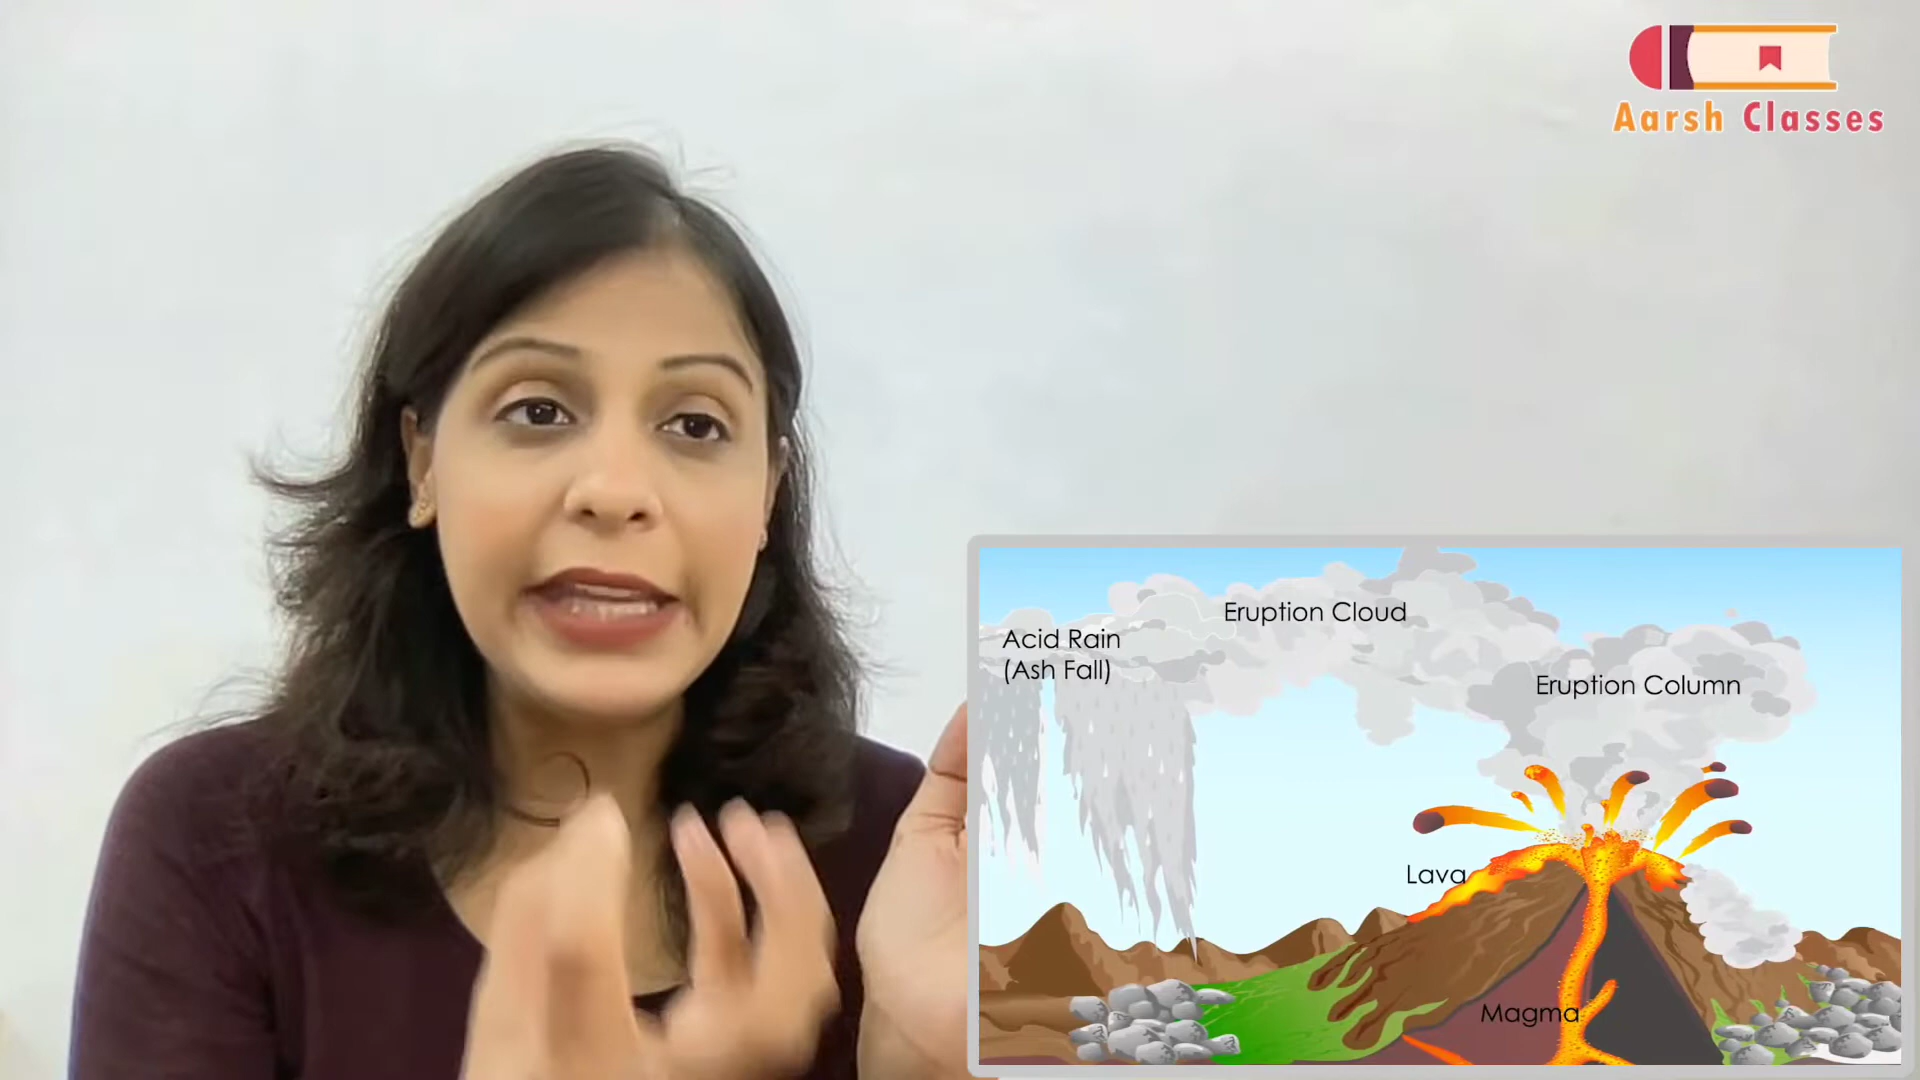 Aarsh Classes
Eruption Cloud
Acid Rain
(Ash Fall)
Eruption Column
Lava
Magma